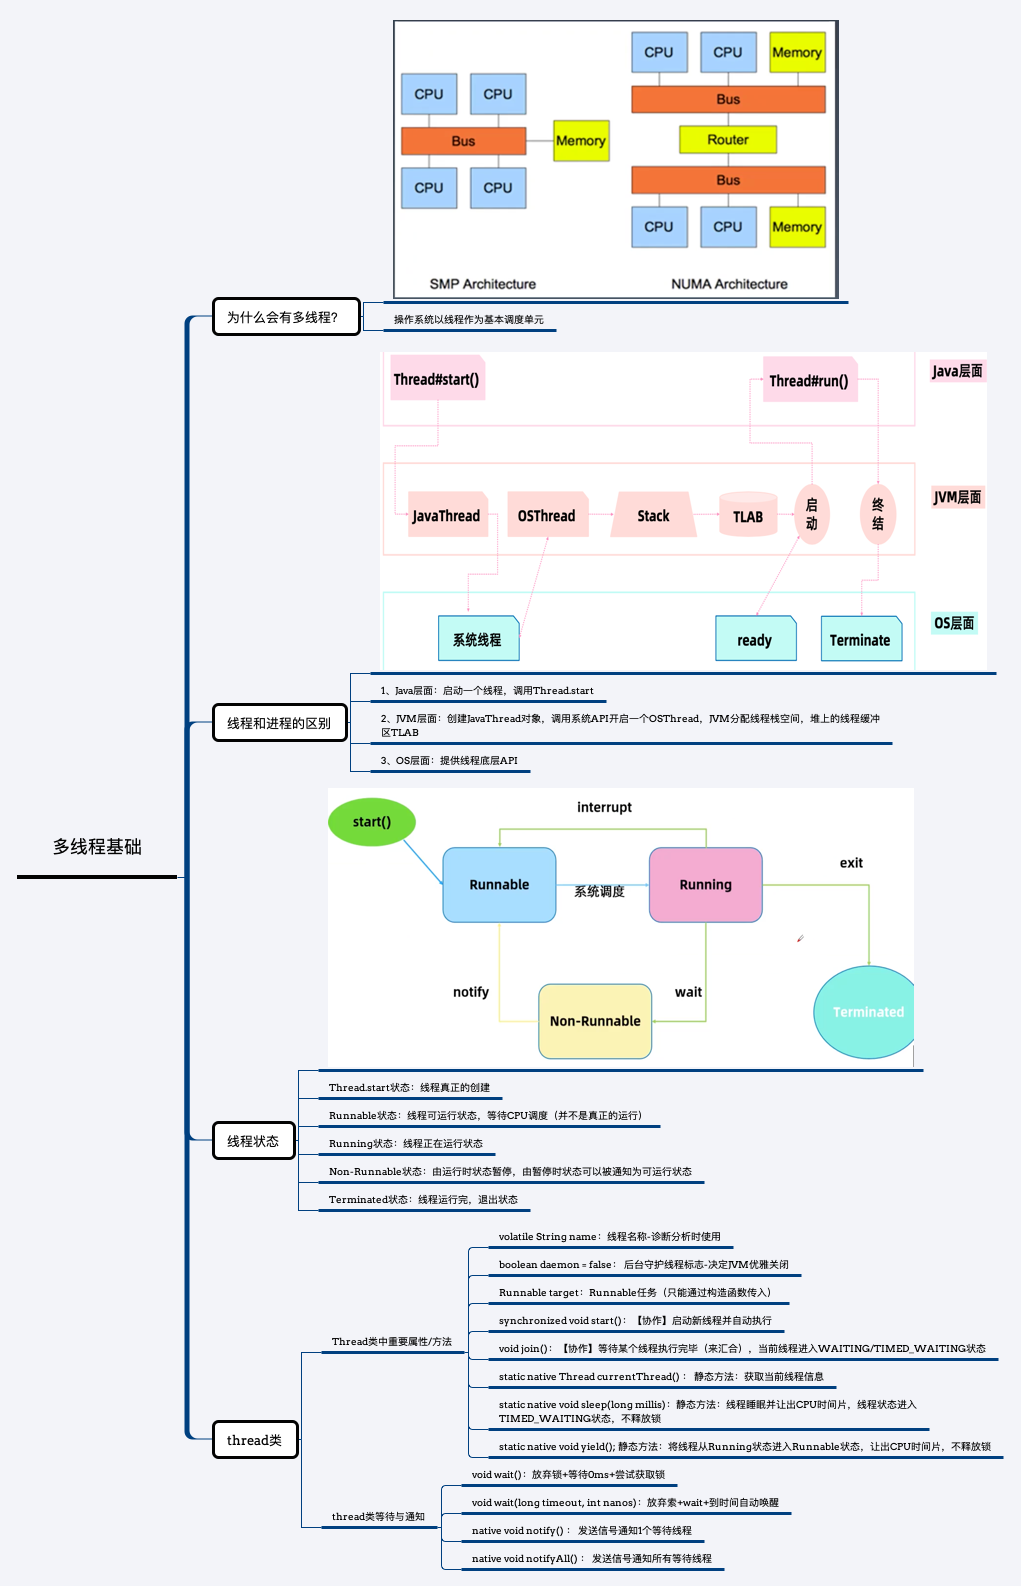 CPU
CPU
Memory
CPU
CPU
Bus
Bus
Memory
Router
CPU
CPU
Bus
CPU
CPU
Memory
SMP Architecture
NUMA Architecture
为什么会有多线程？
操作系统以线程作为基本调度单元
Thread#start()
Thread#run()
Java层面
JavaThread
OSThread
Stack
TLAB
启动
终结
JVM层面
系统线程
ready
Terminate
OS层面
线程和进程的区别
1、Java层面：启动一个线程，调用Thread.start
2、JVM层面：创建JavaThread对象，调用系统API开启一个OSThread，JVM分配线程栈空间，堆上的线程缓冲
区TLAB
3、OS层面：提供线程底层API
多线程基础
start()
interrupt
Runnable
系统调度
Running
exit
notify
wait
Non-Runnable
Terminated
线程状态
Thread.start状态：线程真正的创建
Runnable状态：线程可运行状态，等待CPU调度（并不是真正的运行）
Running状态：线程正在运行状态
Non-Runnable状态：由运行时状态暂停，由暂停时状态可以被通知为可运行状态
Terminated状态：线程运行完，退出状态
thread类
Thread类中重要属性/方法
volatile String name：线程名称-诊断分析时使用
boolean daemon = false： 后台守护线程标志-决定JVM优雅关闭
Runnable target：Runnable任务（只能通过构造函数传入）
synchronized void start()：【协作】启动新线程并自动执行
void join()：【协作】等待某个线程执行完毕（来汇合），当前线程进入WAITING/TIMED_WAITING状态
static native Thread currentThread()： 静态方法：获取当前线程信息
static native void sleep(long millis)：静态方法：线程睡眠并让出CPU时间片，线程状态进入
TIMED_WAITING状态，不释放锁
static native void yield(); 静态方法：将线程从Running状态进入Runnable状态，让出CPU时间片，不释放锁
thread类等待与通知
void wait()：放弃锁+等待0ms+尝试获取锁
void wait(long timeout, int nanos)：放弃索+wait+到时间自动唤醒
native void notify()： 发送信号通知1个等待线程
native void notifyAll()： 发送信号通知所有等待线程